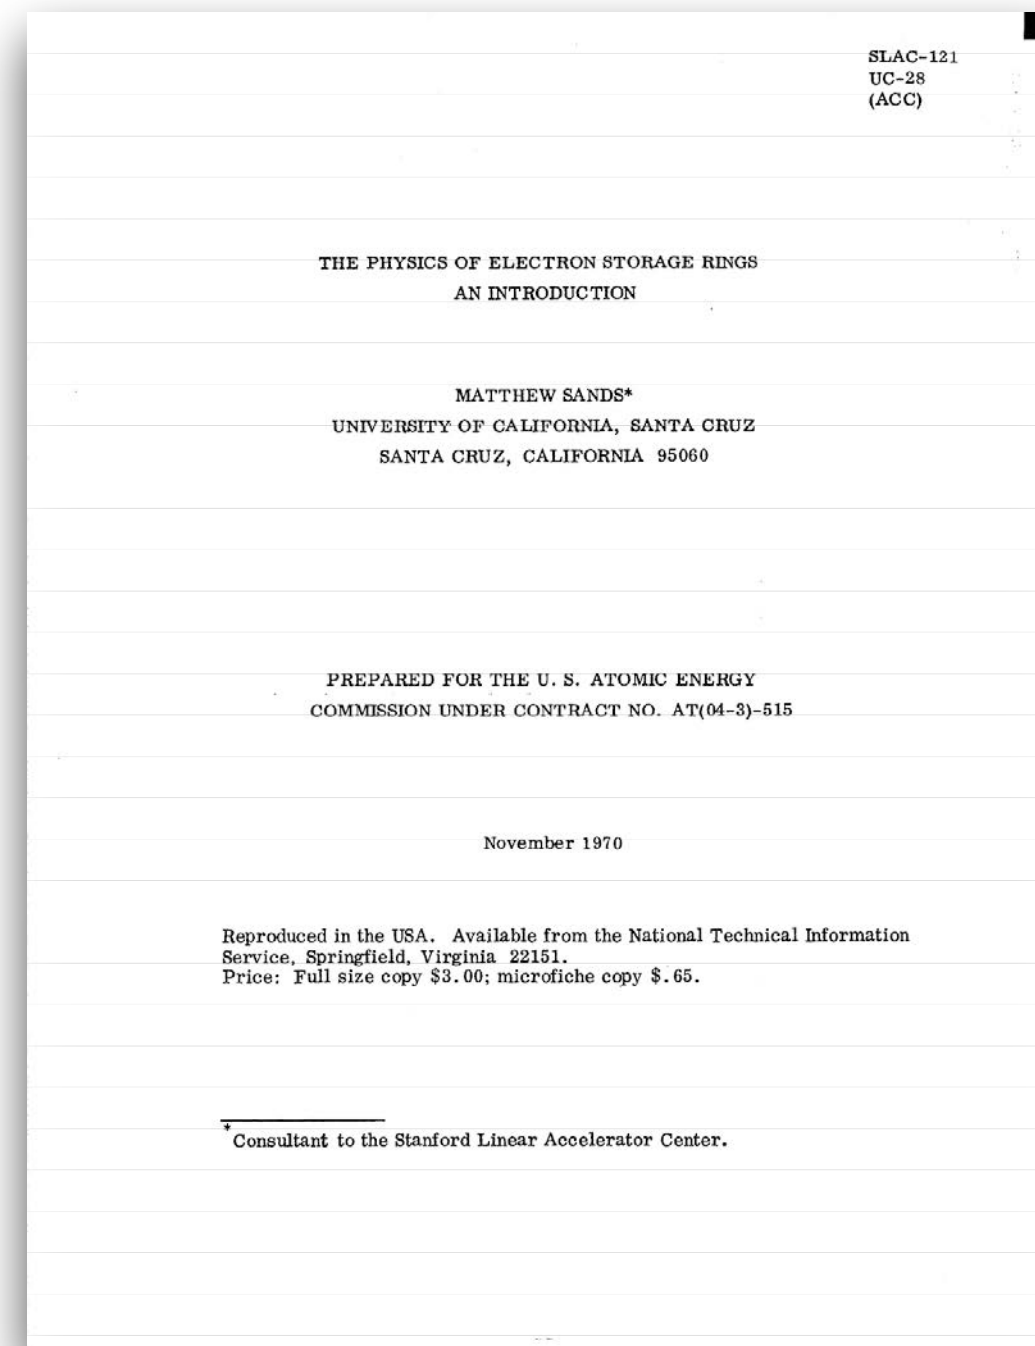 SLAC-121
UC-28
(ACC)
THE PHYSICS OF ELECTRON STORAGE RINGS
AN INTRODUCTION
MATTHEW SANDS*
UNIVERSITY OF CALIFORNIA, SANTA CRUZ
SANTA CRUZ, CALIFORNIA 95060
PREPARED FOR THE U. S. ATOMIC ENERGY
COMMISSION UNDER CONTRACT NO. AT(04-3)-515
November 1970
Reproduced in the USA. Available from the National Technical Information
Service, Springfield, Virginia 22151.
Price: Full size copy $3.00; microfiche copy $.65.
*Consultant to the Stanford Linear Accelerator Center.